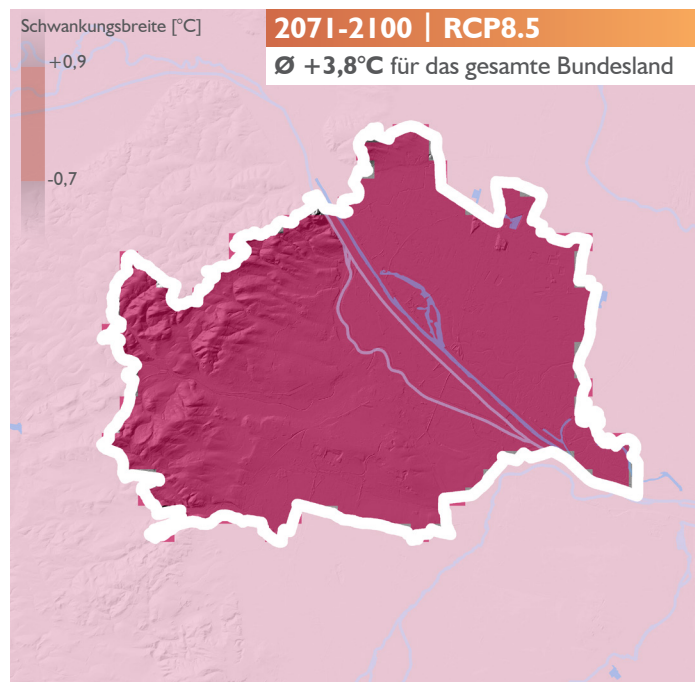 Schwankungsbreite [°C]
+0,9
-0,7
2071-2100 | RCP8.5
Ø +3,8°C für das gesamte Bundesland